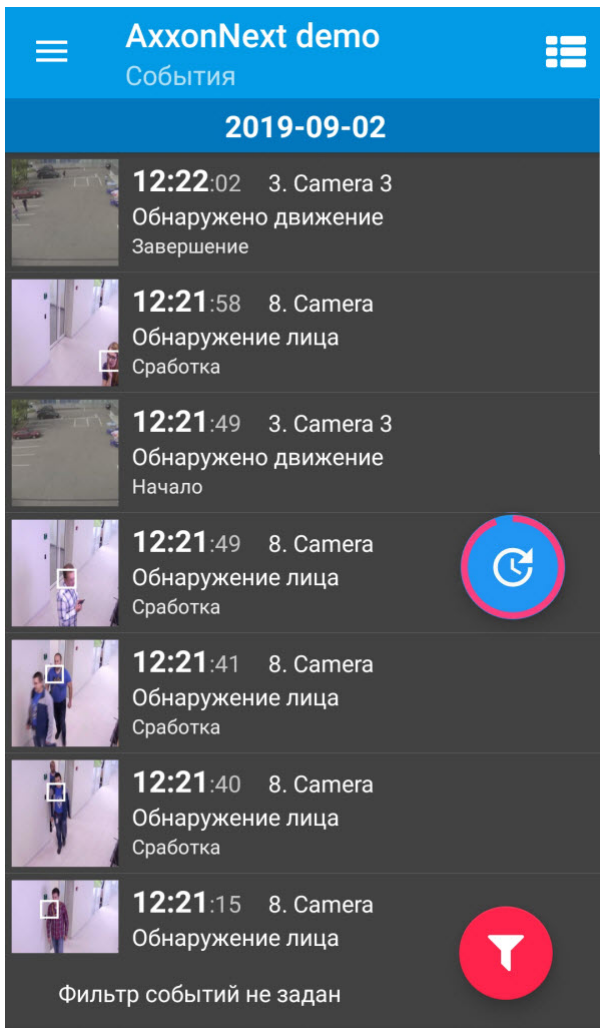 AxxonNext demo
События
2019-09-02
12:22:02 3. Camera 3
Обнаружено движение
Завершение
12:21:58 8. Camera
Обнаружение лица
Сработка
12:21:49 3. Camera 3
Обнаружено движение
Начало
12:21:49 8. Camera
Обнаружение лица
Сработка
12:21:41 8. Camera
Обнаружение лица
Сработка
12:21:40 8. Camera
Обнаружение лица
Сработка
12:21:15 8. Camera
Обнаружение лица
Фильтр событий не задан